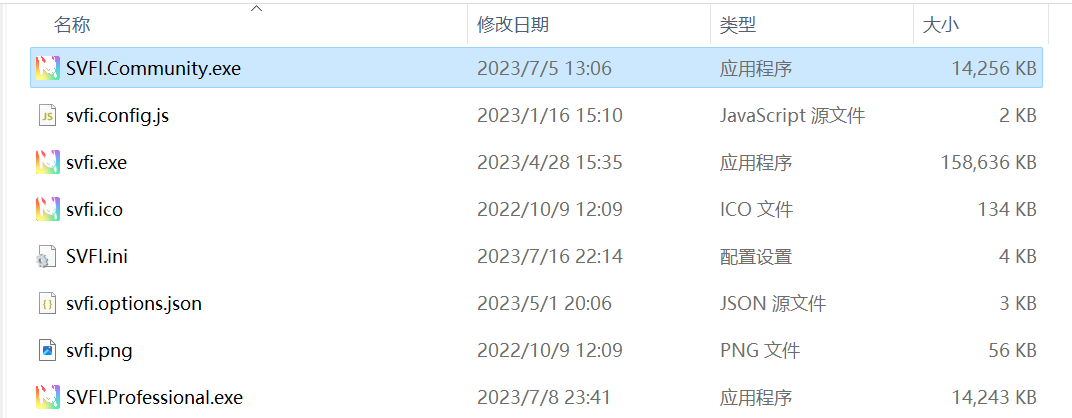 名称 修改日期 类型 大小
SVFI.Community.exe 2023/7/5 13:06 应用程序 14,256 KB
svfi.config.js 2023/1/16 15:10 JavaScript 源文件 2 KB
svfi.exe 2023/4/28 15:35 应用程序 158,636 KB
svfi.ico 2022/10/9 12:09 ICO 文件 134 KB
SVFI.ini 2023/7/16 22:14 配置设置 4 KB
svfi.options.json 2023/5/1 20:06 JSON 源文件 3 KB
svfi.png 2022/10/9 12:09 PNG 文件 56 KB
SVFI.Professional.exe 2023/7/8 23:41 应用程序 14,243 KB